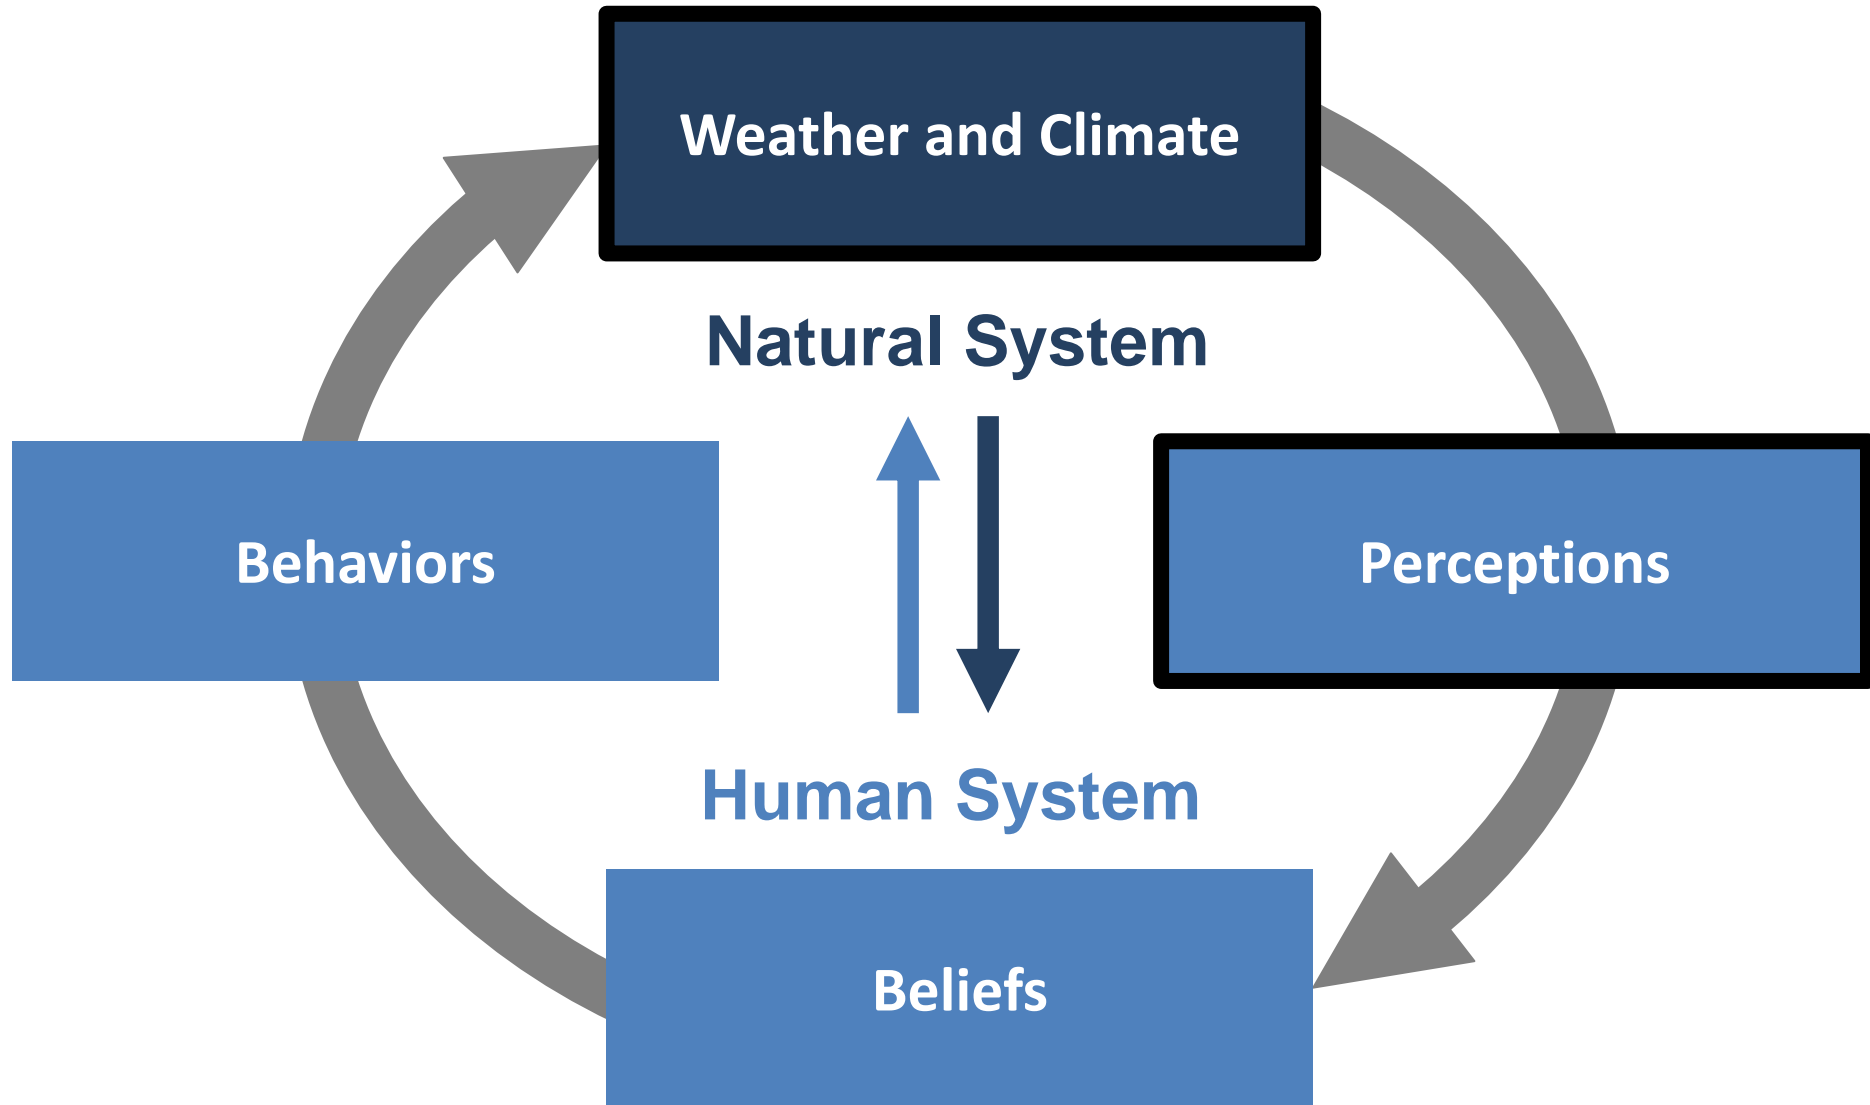 Weather and Climate
Natural System
Behaviors
Perceptions
Human System
Beliefs